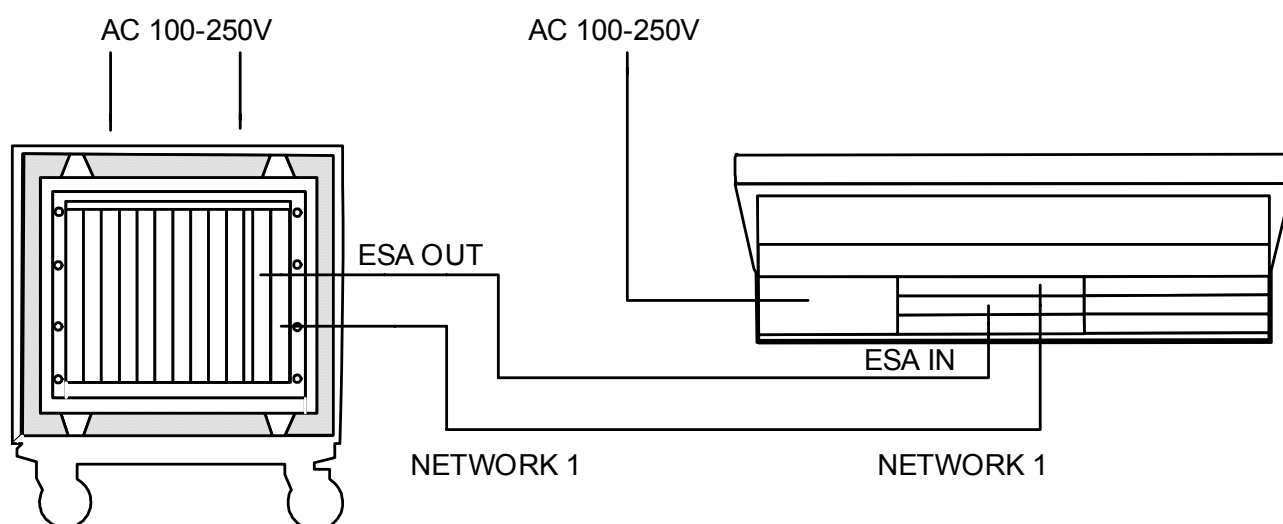 AC 100-250V
AC 100-250V
ESA OUT
ESA IN
NETWORK 1
NETWORK 1